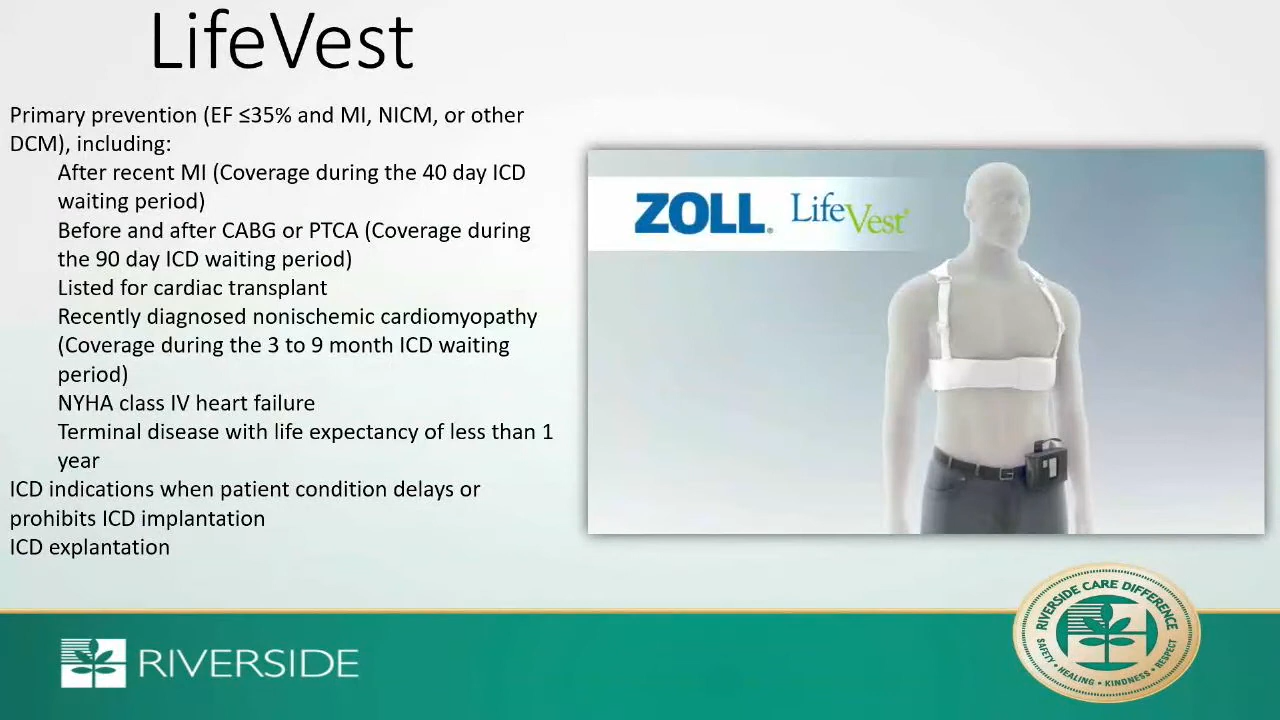 LifeVest
Primary prevention (EF ≤35% and MI, NICM, or other
DCM), including:
After recent MI (Coverage during the 40 day ICD
waiting period)
Before and after CABG or PTCA (Coverage during
the 90 day ICD waiting period)
Listed for cardiac transplant
Recently diagnosed nonischemic cardiomyopathy
(Coverage during the 3 to 9 month ICD waiting
period)
NYHA class IV heart failure
Terminal disease with life expectancy of less than 1
year
ICD indications when patient condition delays or
prohibits ICD implantation
ICD explantation
ZOLL® LifeVest®
RIVERSIDE
RIVERSIDE CARE DIFFERENCE
SAFETY • HEALING • KINDNESS • RESPECT